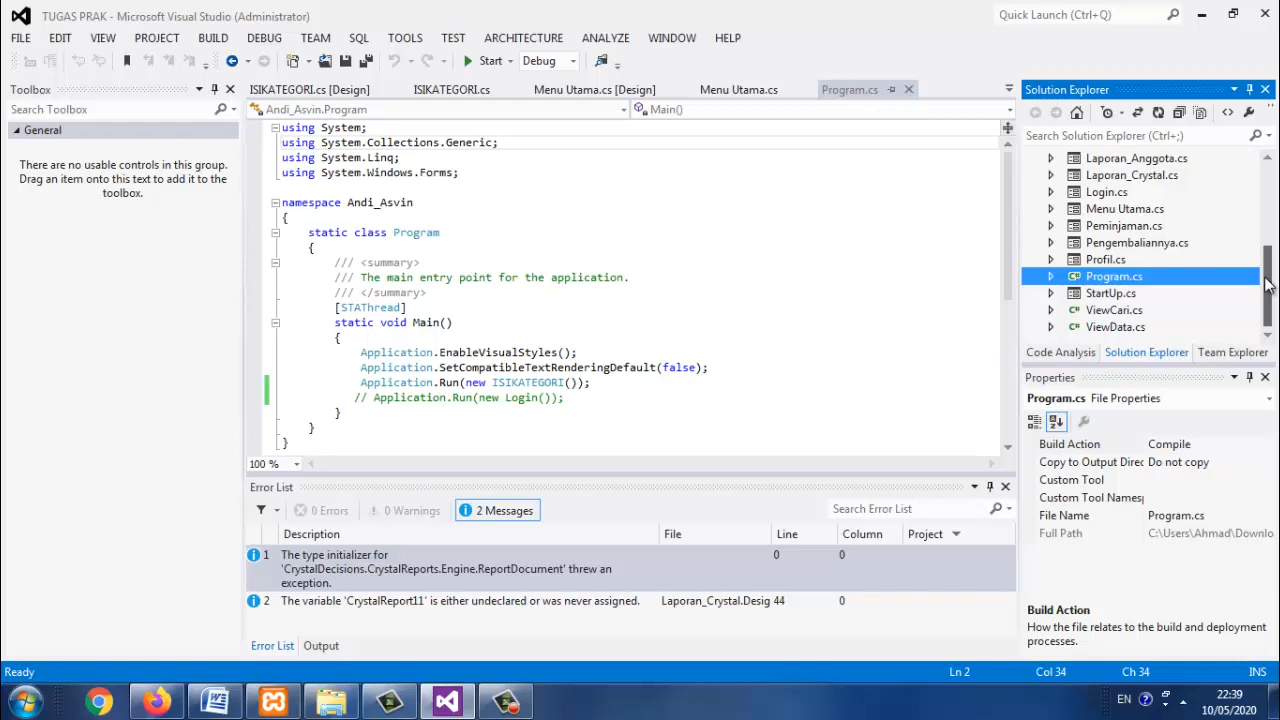 TUGAS PRAK - Microsoft Visual Studio (Administrator)
Quick Launch (Ctrl+Q)
FILE EDIT VIEW PROJECT BUILD DEBUG TEAM SQL TOOLS TEST ARCHITECTURE ANALYZE WINDOW HELP
Start Debug
Toolbox
Search Toolbox
General
There are no usable controls in this group.
Drag an item onto this text to add it to the
toolbox.
ISIKATEGORI.cs [Design] ISIKATEGORI.cs Menu Utama.cs [Design] Menu Utama.cs Program.cs
Andi_Asvin.Program Main()
using System;
using System.Collections.Generic;
using System.Linq;
using System.Windows.Forms;
namespace Andi_Asvin
{
static class Program
{
/// <summary>
/// The main entry point for the application.
/// </summary>
[STAThread]
static void Main()
{
Application.EnableVisualStyles();
Application.SetCompatibleTextRenderingDefault(false);
Application.Run(new ISIKATEGORI());
// Application.Run(new Login());
}
}
}
100 %
Error List
0 Errors 0 Warnings 2 Messages Search Error List
Description File Line Column Project
1 The type initializer for 0 0
'CrystalDecisions.CrystalReports.Engine.ReportDocument' threw an
exception.
2 The variable 'CrystalReport11' is either undeclared or was never assigned. Laporan_Crystal.Desig 44 0
Error List Output
Solution Explorer
Search Solution Explorer (Ctrl+;)
Laporan_Anggota.cs
Laporan_Crystal.cs
Login.cs
Menu Utama.cs
Peminjaman.cs
Pengembaliannya.cs
Profil.cs
Program.cs
StartUp.cs
ViewCari.cs
ViewData.cs
Code Analysis Solution Explorer Team Explorer
Properties
Program.cs File Properties
Build Action Compile
Copy to Output Direc Do not copy
Custom Tool
Custom Tool Namesp
File Name Program.cs
Full Path C:\Users\Ahmad\Downlo
Build Action
How the file relates to the build and deployment
processes.
Ready Ln 2 Col 34 Ch 34 INS
EN 22:39
10/05/2020